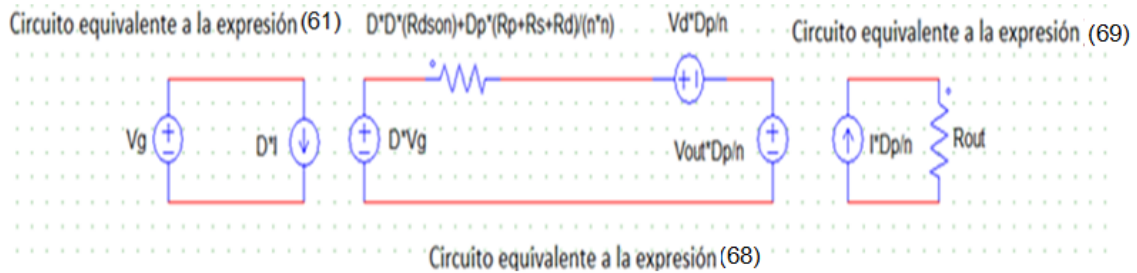 Circuito equivalente a la expresión (61)
D*D*(Rdson)+Dp*(Rp+Rs+Rd)/(n*n)
Vd*Dp/n
Circuito equivalente a la expresión (69)
Vg
D*I
D*Vg
Vout*Dp/n
I*Dp/n
Rout
Circuito equivalente a la expresión (68)